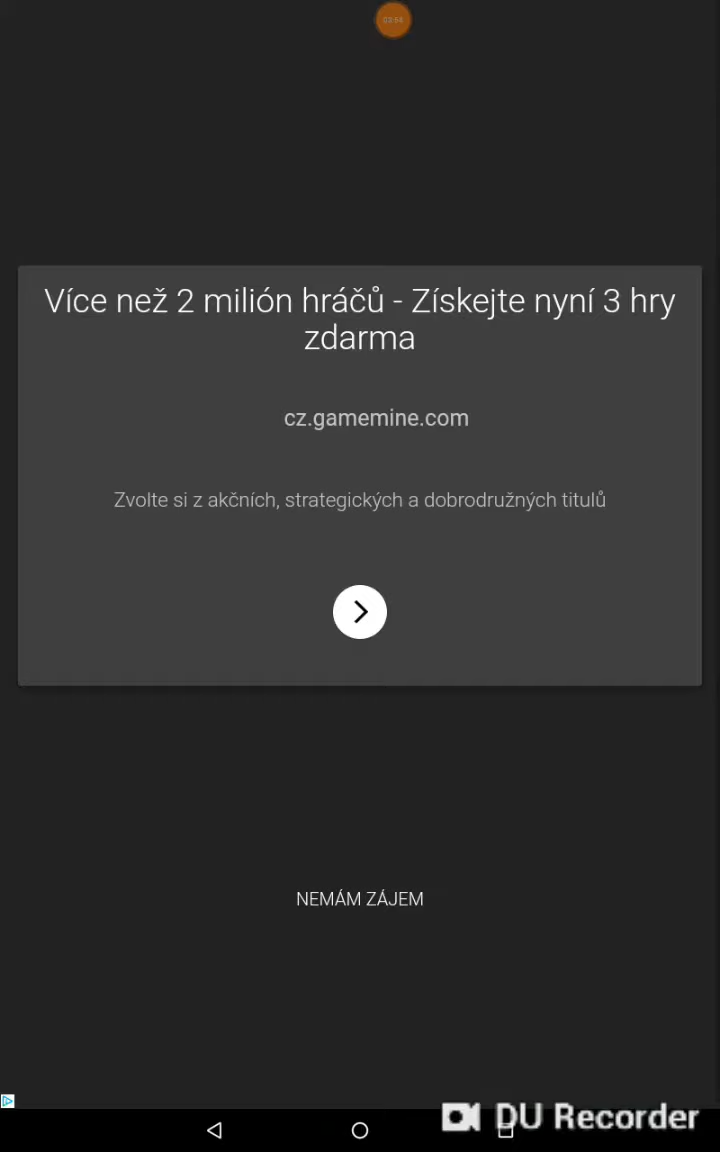 Více než 2 milión hráčů - Získejte nyní 3 hry
zdarma
cz.gamemine.com
Zvolte si z akčních, strategických a dobrodružných titulů
NEMÁM ZÁJEM
DU Recorder